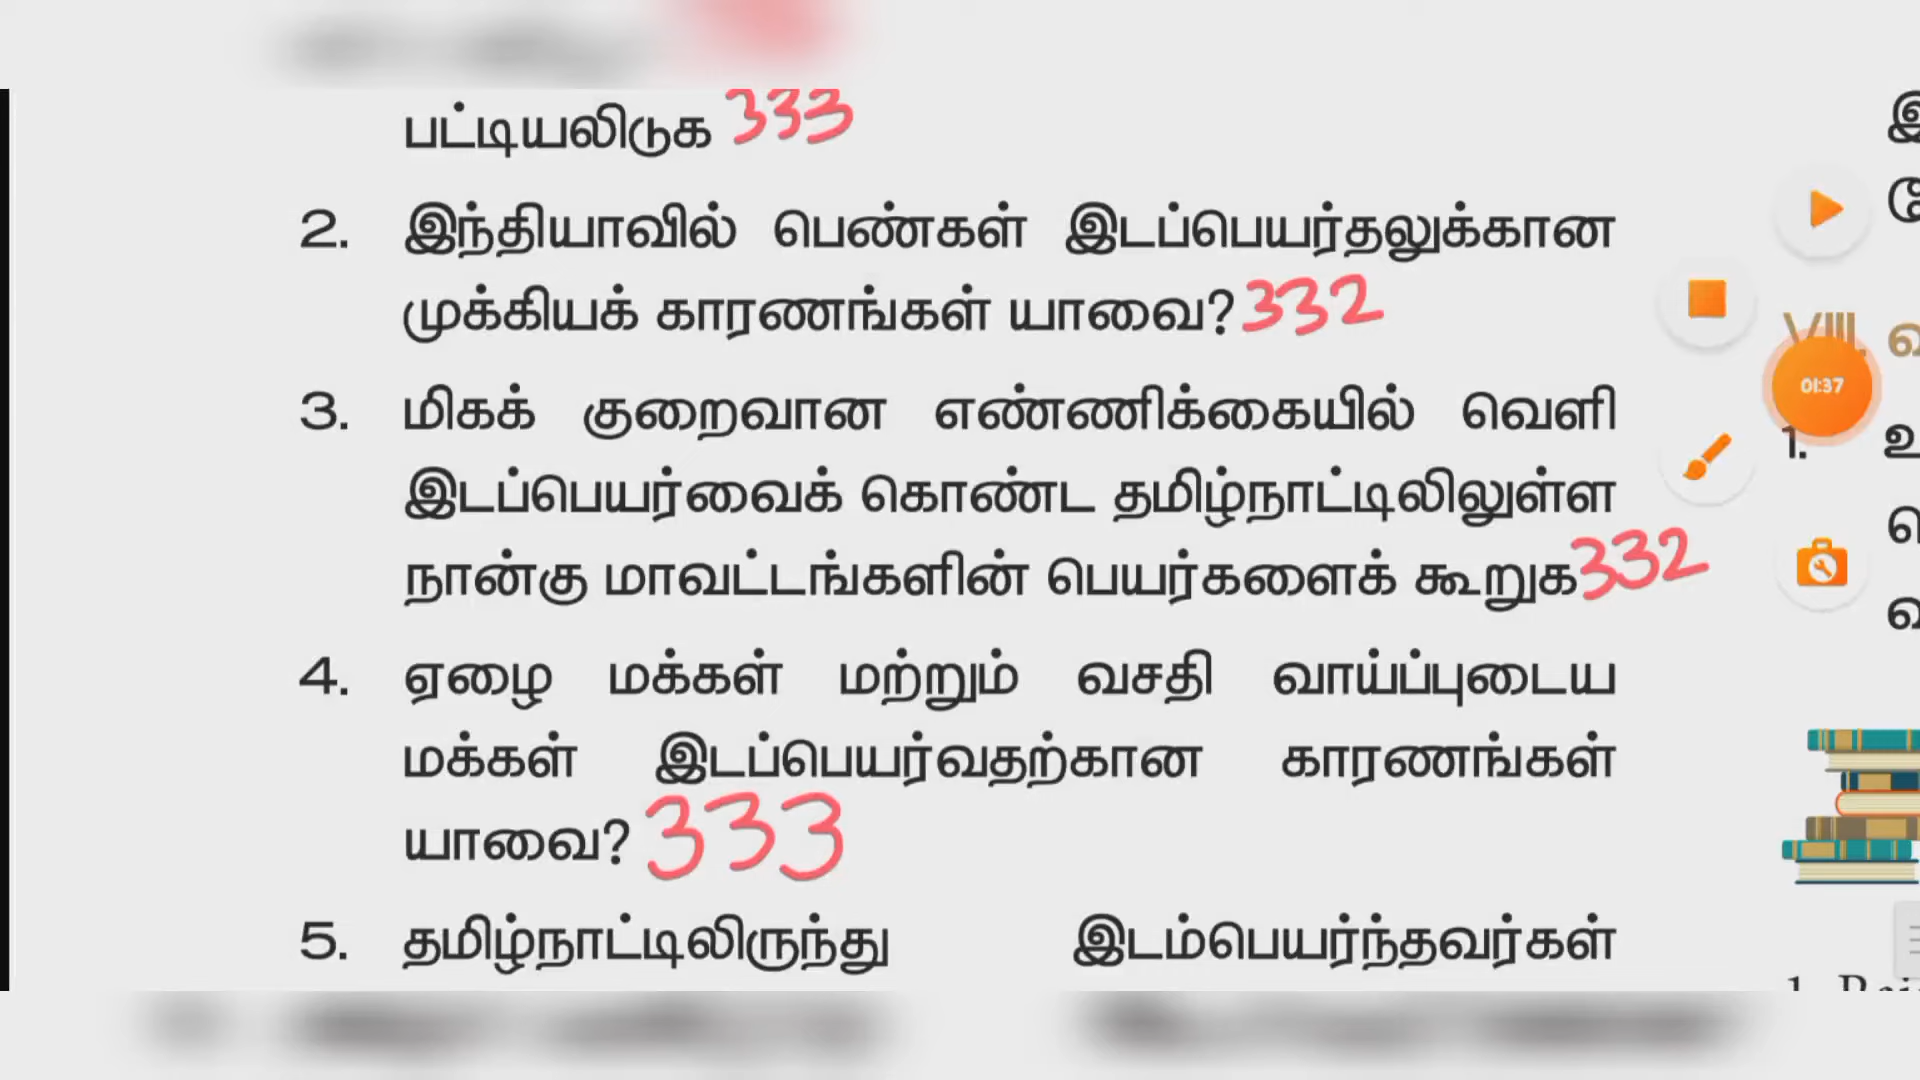 பட்டியலிடுக 333
2. இந்தியாவில் பெண்கள் இடப்பெயர்தலுக்கான
முக்கியக் காரணங்கள் யாவை? 332
3. மிகக் குறைவான எண்ணிக்கையில் வெளி
இடப்பெயர்வைக் கொண்ட தமிழ்நாட்டிலிலுள்ள
நான்கு மாவட்டங்களின் பெயர்களைக் கூறுக 332
4. ஏழை மக்கள் மற்றும் வசதி வாய்ப்புடைய
மக்கள் இடப்பெயர்வதற்கான காரணங்கள்
யாவை? 333
5. தமிழ்நாட்டிலிருந்து இடம்பெயர்ந்தவர்கள்
VIII.
01:37
1.